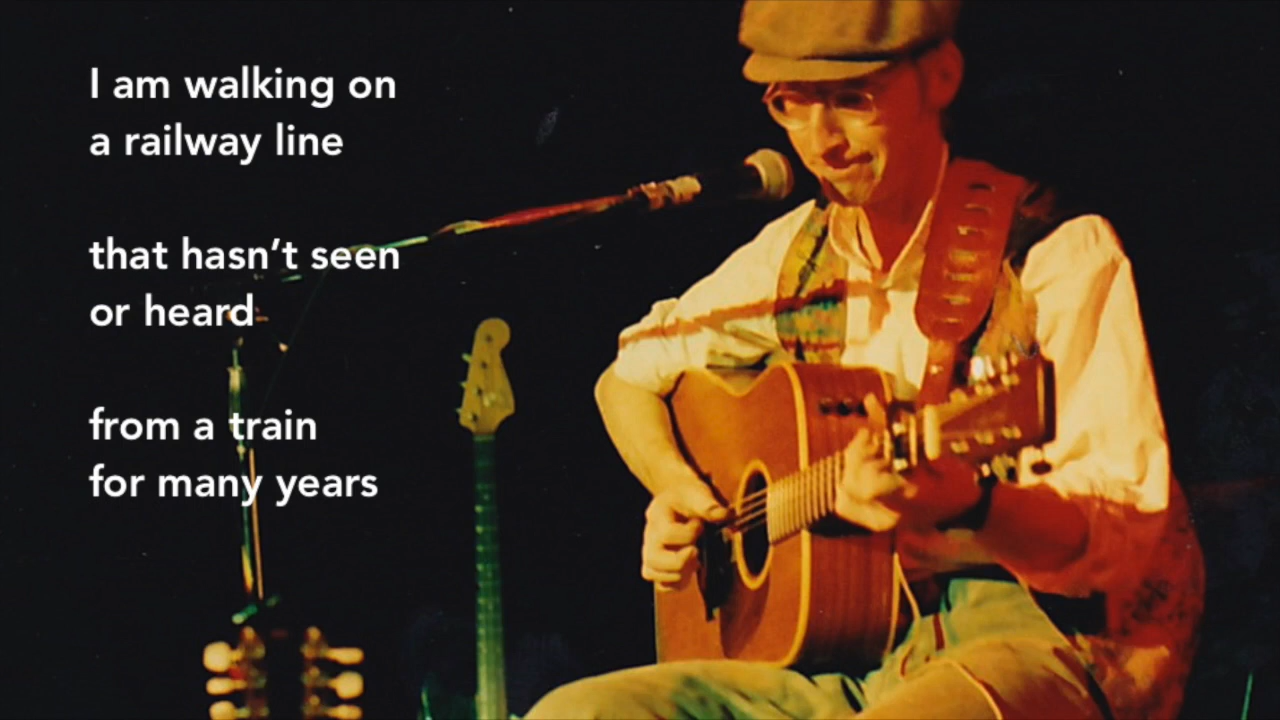 I am walking on
a railway line
that hasn’t seen
or heard
from a train
for many years